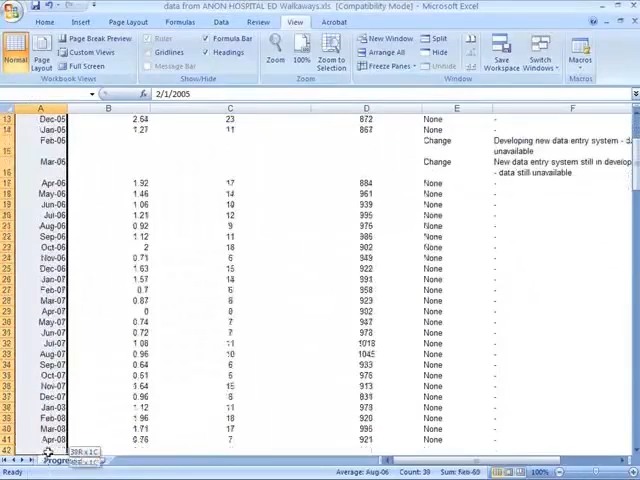 data from ANON HOSPITAL ED Walkaways.xls [Compatibility Mode] - Microsoft Excel
Home Insert Page Layout Formulas Data Review View Acrobat
Normal
Page Layout
Page Break Preview
Custom Views
Full Screen
Workbook Views
Ruler
Gridlines
Formula Bar
Headings
Show/Hide
Zoom
100%
Zoom to Selection
Zoom
New Window
Arrange All
Freeze Panes
Split
Hide
Unhide
Window
Save Workspace
Switch Windows
Macros
Macros
2/1/2005
A B C D E F
13 Dec-05 2.64 23 872 None -
14 Jan-06 1.27 11 867 None -
15 Feb-06 Change Developing new data entry system - da unavailable
16 Mar-06 Change New data entry system still in develop - data still unavailable
17 Apr-06 1.92 17 884 None -
18 May-06 1.46 14 961 None -
19 Jun-06 1.06 10 939 None -
20 Jul-06 1.21 12 995 None -
21 Aug-06 0.92 9 976 None -
22 Sep-06 1.12 11 986 None -
23 Oct-06 2 18 902 None -
24 Nov-06 0.71 6 949 None -
25 Dec-06 1.63 15 922 None -
26 Jan-07 1.57 14 891 None -
27 Feb-07 0.7 6 958 None -
28 Mar-07 0.87 8 923 None -
29 Apr-07 0 0 None -
30 May-07 0.74 7 947 None -
31 Jun-07 0.72 7 978 None -
32 Jul-07 1.08 11 1018 None -
33 Aug-07 0.96 10 1045 None -
34 Sep-07 0.64 6 933 None -
35 Oct-07 0.51 976 None -
36 Nov-07 1.64 15 913 None -
37 Dec-07 0.96 8 831 None -
38 Jan-08 1.12 11 978 None -
39 Feb-08 1.96 18 920 None -
40 Mar-08 1.71 17 995 None -
41 Apr-08 0.76 7 921 None -
42
38R x 1C
Ready Average: Aug-06 Count: 38 100%